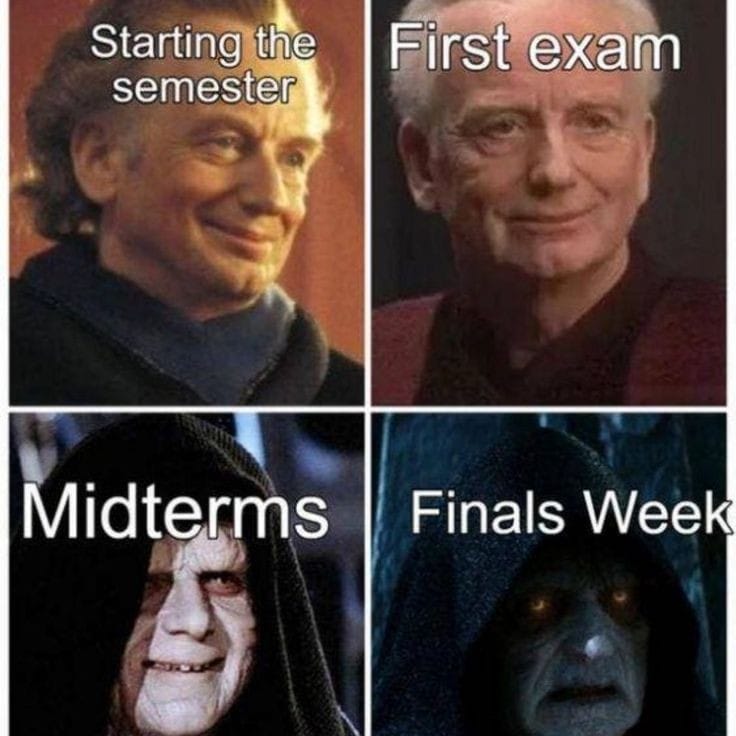 Starting the
semester
First exam
Midterms
Finals Week